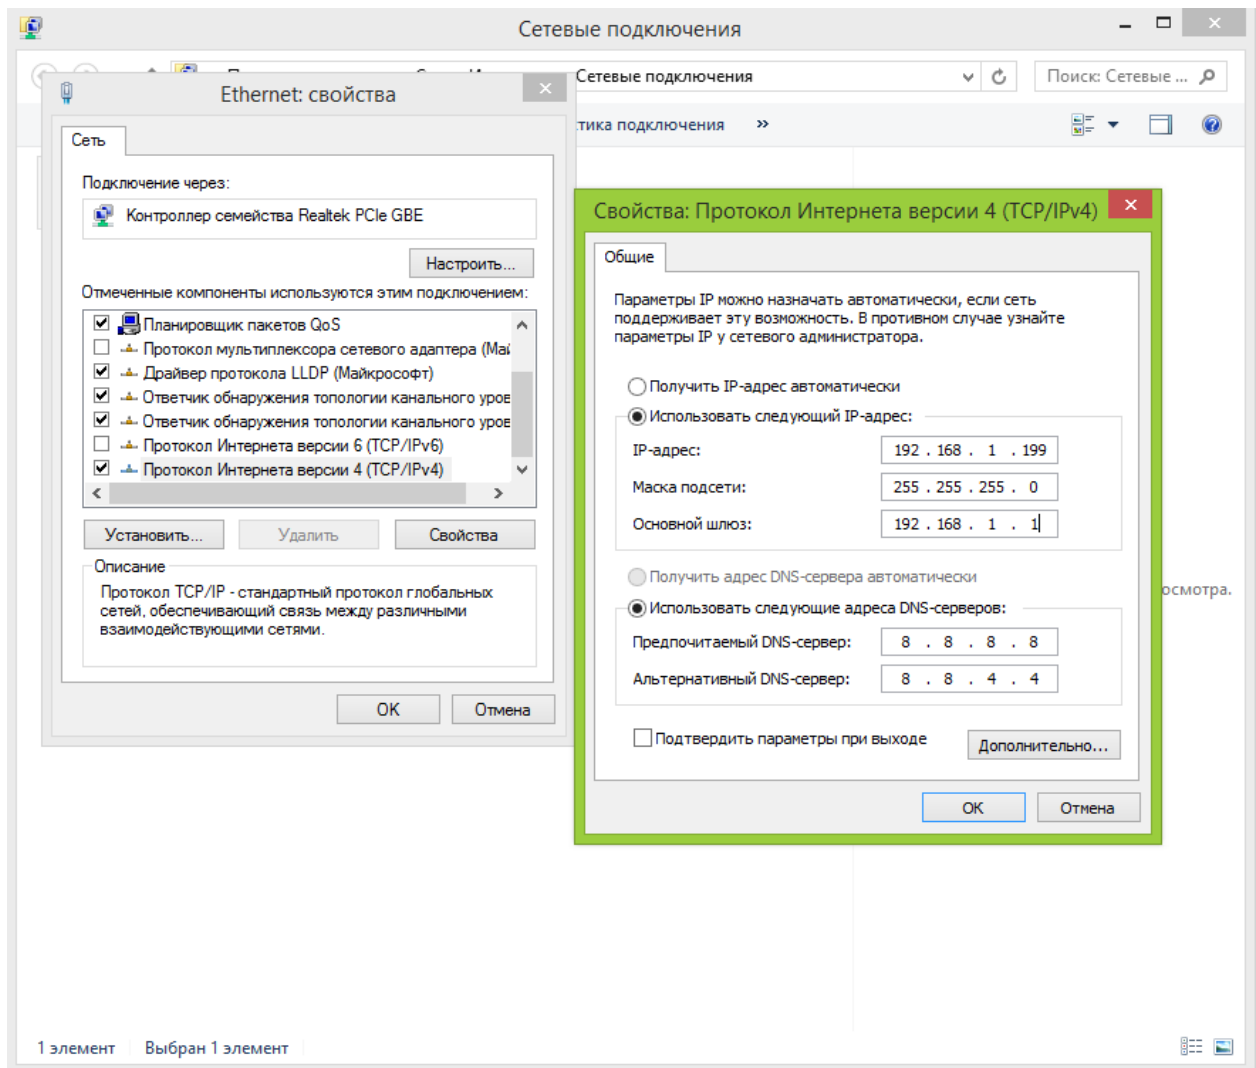 Сетевые подключения
Сетевые подключения
Поиск: Сетевые ...
тика подключения »
Ethernet: свойства
Сеть
Подключение через:
Контроллер семейства Realtek PCIe GBE
Настроить...
Отмеченные компоненты используются этим подключением:
Планировщик пакетов QoS
Протокол мультиплексора сетевого адаптера (Май
Драйвер протокола LLDP (Майкрософт)
Ответчик обнаружения топологии канального уров
Ответчик обнаружения топологии канального уров
Протокол Интернета версии 6 (TCP/IPv6)
Протокол Интернета версии 4 (TCP/IPv4)
Установить...
Удалить
Свойства
Описание
Протокол TCP/IP - стандартный протокол глобальных
сетей, обеспечивающий связь между различными
взаимодействующими сетями.
OK
Отмена
Свойства: Протокол Интернета версии 4 (TCP/IPv4)
Общие
Параметры IP можно назначать автоматически, если сеть
поддерживает эту возможность. В противном случае узнайте
параметры IP у сетевого администратора.
Получить IP-адрес автоматически
Использовать следующий IP-адрес:
IP-адрес: 192 . 168 . 1 . 199
Маска подсети: 255 . 255 . 255 . 0
Основной шлюз: 192 . 168 . 1 . 1
Получить адрес DNS-сервера автоматически
Использовать следующие адреса DNS-серверов:
Предпочитаемый DNS-сервер: 8 . 8 . 8 . 8
Альтернативный DNS-сервер: 8 . 8 . 4 . 4
Подтвердить параметры при выходе
Дополнительно...
OK
Отмена
осмотра.
1 элемент
Выбран 1 элемент